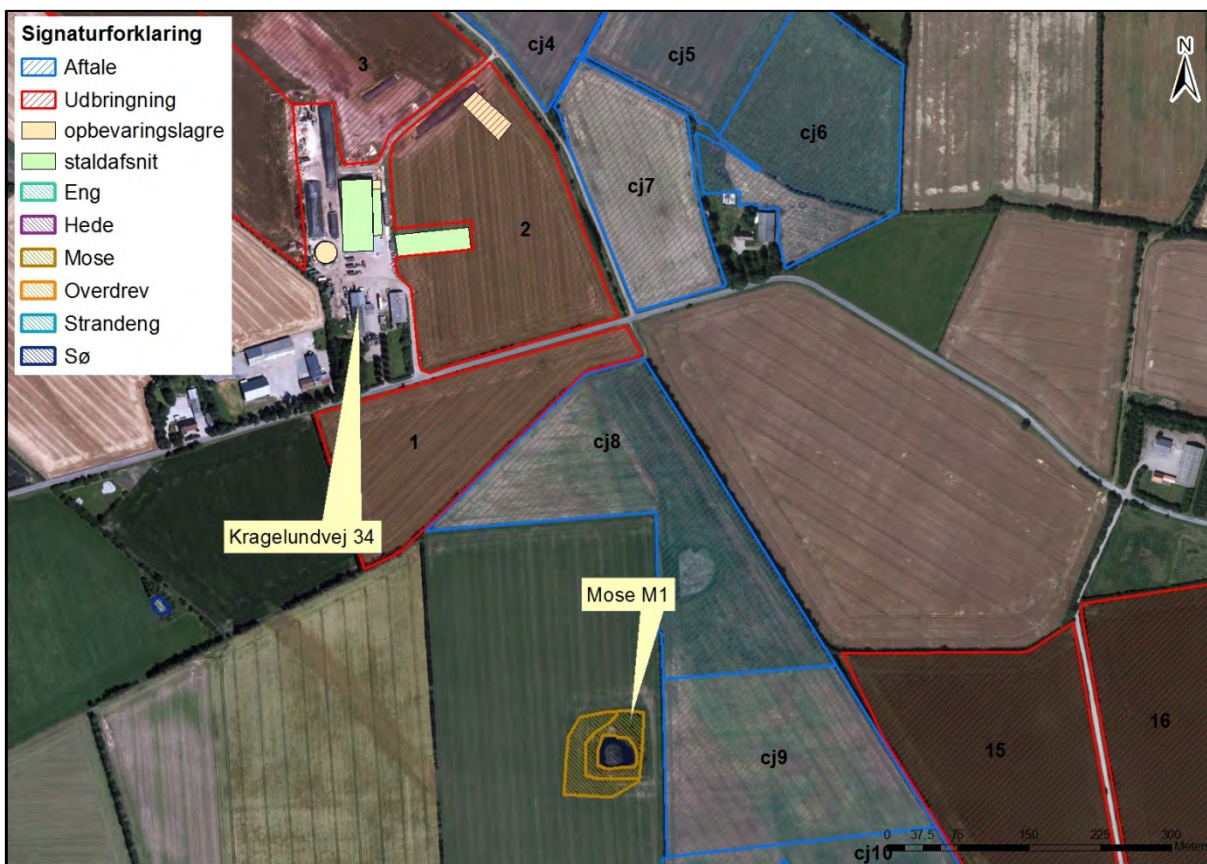 Signaturforklaring
Aftale
Udbringning
opbevaringslagre
staldafsnit
Eng
Hede
Mose
Overdrev
Strandeng
Sø
N
3
cj4
cj5
cj6
cj7
2
1
cj8
Kragelundvej 34
Mose M1
16
15
cj9
cj10
0 37,5 75 150 225 300
Meters